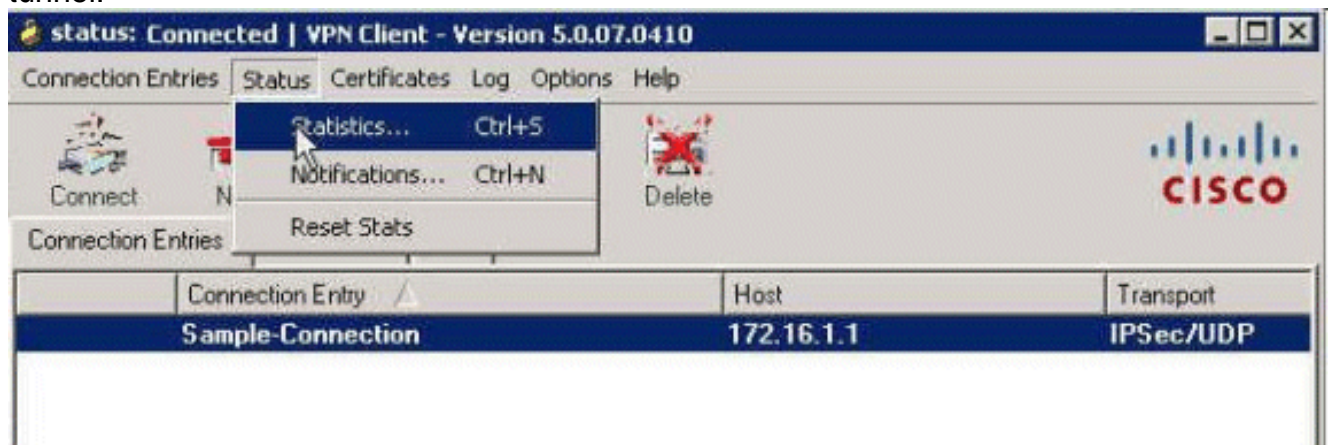 tunnel.
status: Connected | VPN Client - Version 5.0.07.0410
Connection Entries Status Certificates Log Options Help
Statistics... Ctrl+S
Notifications... Ctrl+N
Reset Stats
Connect
N
Delete
CISCO
Connection Entries
Connection Entry Host Transport
Sample-Connection 172.16.1.1 IPSec/UDP